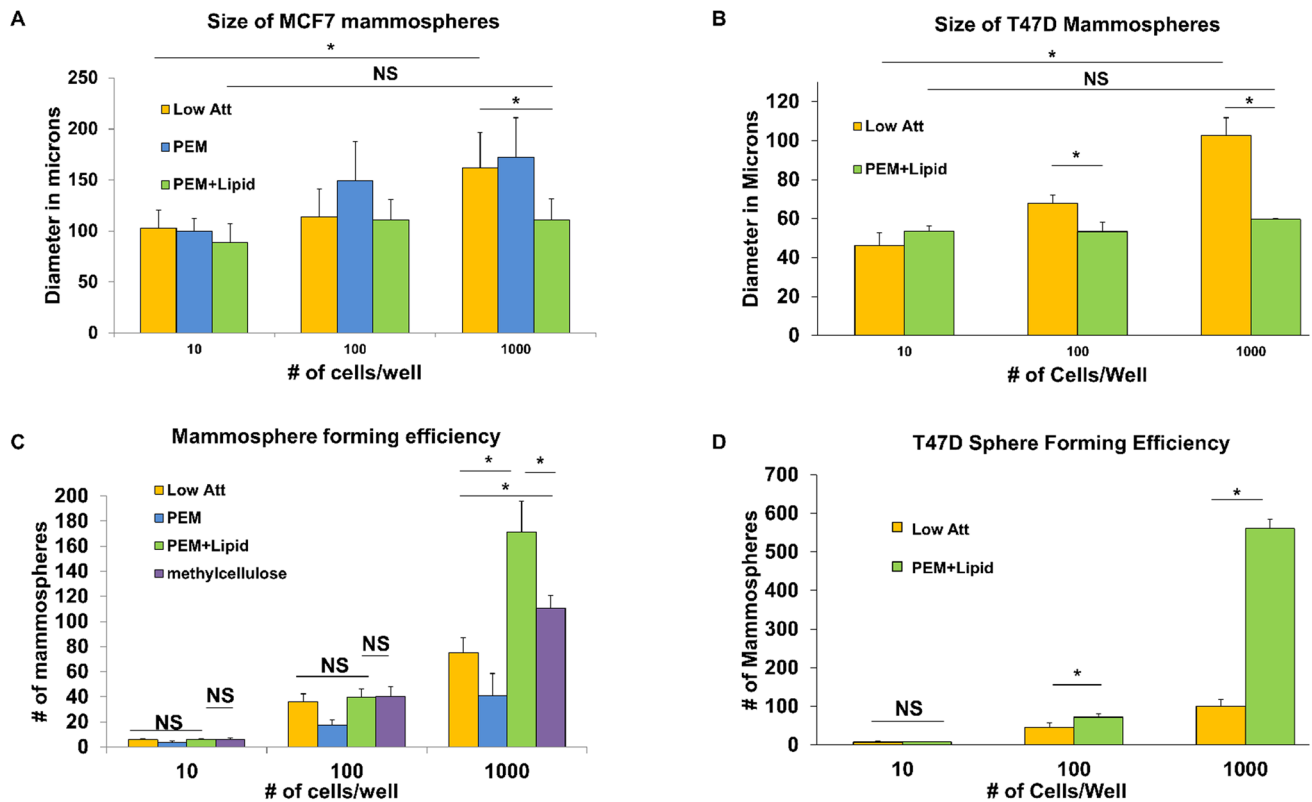 A
Size of MCF7 mammospheres
*
NS
*
Diameter in microns
250
200
150
100
50
0
Low Att
PEM
PEM+Lipid
10
100
1000
# of cells/well
B
Size of T47D Mammospheres
*
NS
*
*
Diameter in Microns
120
100
80
60
40
20
0
Low Att
PEM+Lipid
10
100
1000
# of Cells/Well
C
Mammosphere forming efficiency
*
*
*
# of mammospheres
200
180
160
140
120
100
80
60
40
20
0
Low Att
PEM
PEM+Lipid
methylcellulose
NS
NS
NS
NS
10
100
1000
# of cells/well
D
T47D Sphere Forming Efficiency
# of Mammospheres
700
600
500
400
300
200
100
0
Low Att
PEM+Lipid
NS
*
*
10
100
1000
# of Cells/Well